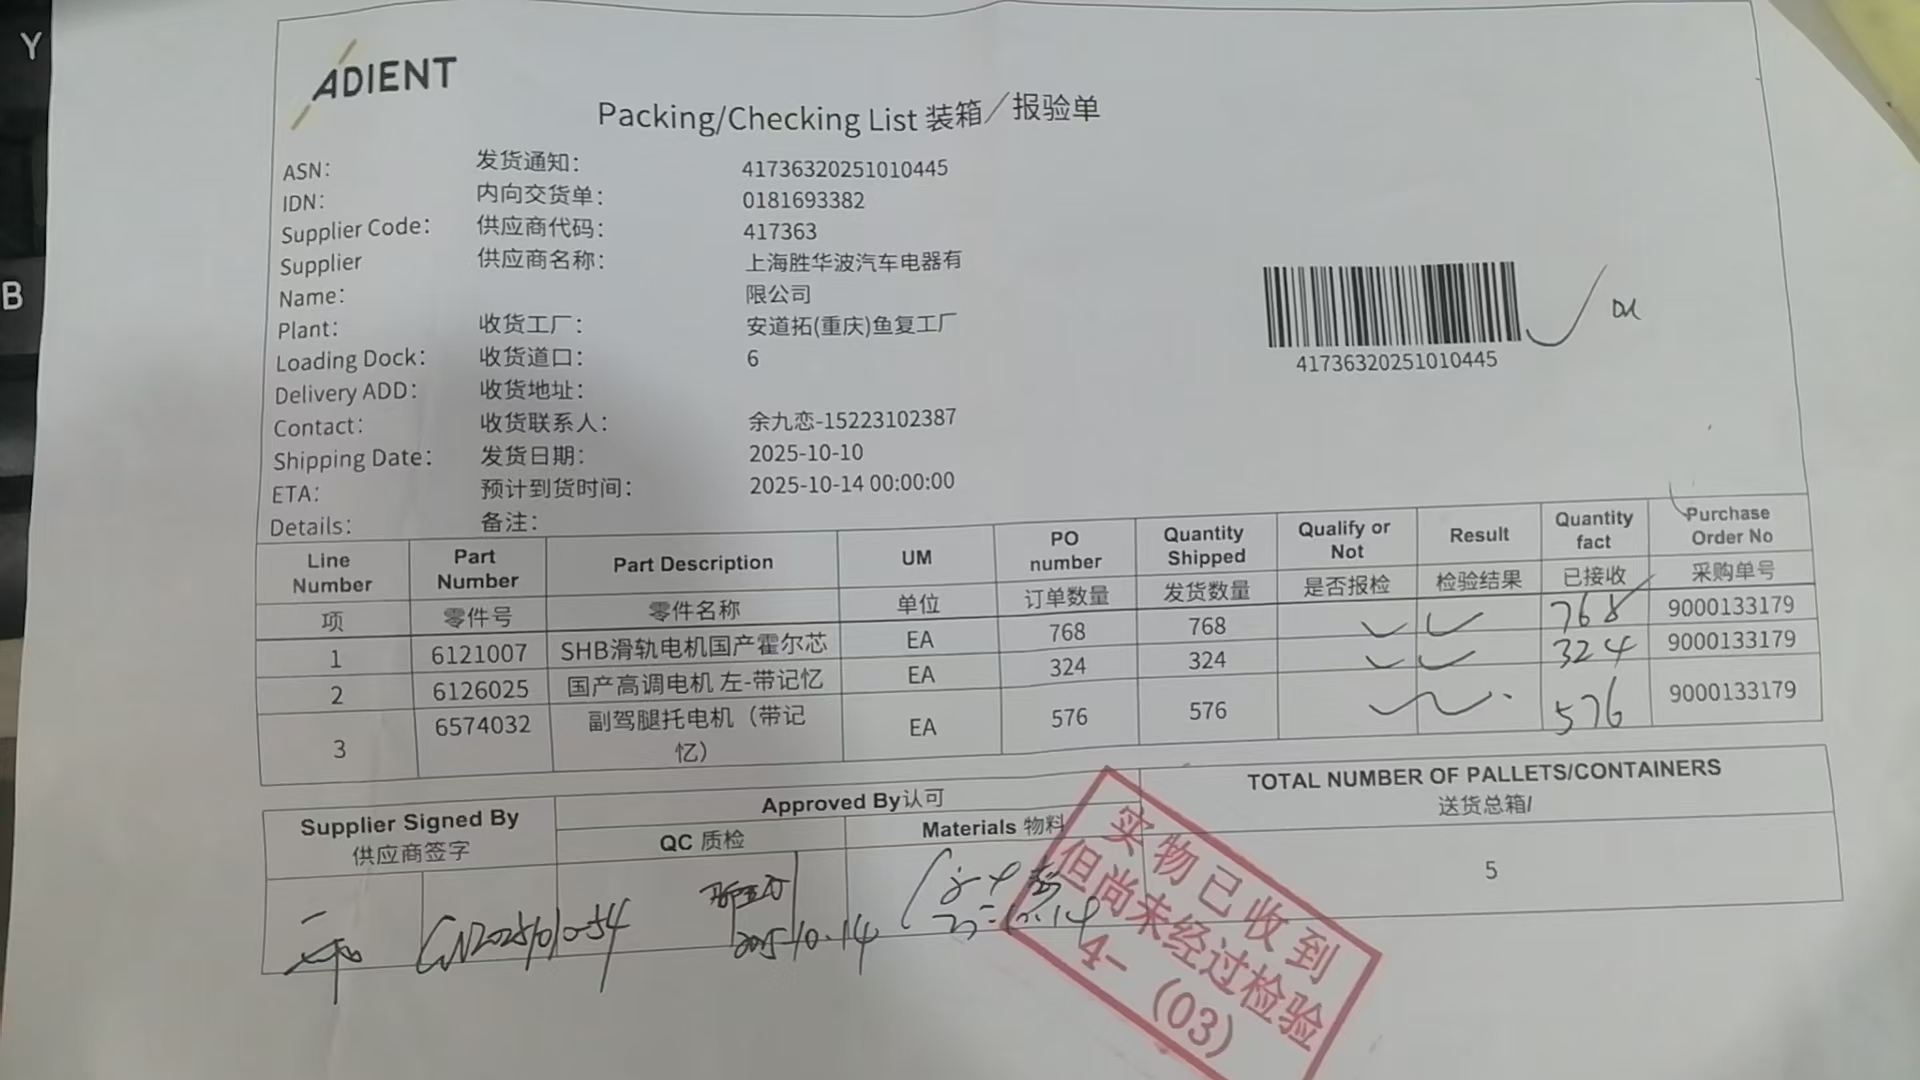 Y
B
ADIENT
Packing/Checking List 装箱／报验单
ASN: 发货通知: 41736320251010445
IDN: 内向交货单: 0181693382
Supplier Code: 供应商代码: 417363
Supplier Name: 供应商名称: 上海胜华波汽车电器有
限公司
Plant: 收货工厂: 安道拓(重庆)鱼复工厂
Loading Dock: 收货道口: 6
Delivery ADD: 收货地址:
Contact: 收货联系人: 余九恋-15223102387
Shipping Date: 发货日期: 2025-10-10
ETA: 预计到货时间: 2025-10-14 00:00:00
Details: 备注:
41736320251010445
Line Number Part Number Part Description UM PO number Quantity Shipped Qualify or Not Result Quantity fact Purchase Order No
项 零件号 零件名称 单位 订单数量 发货数量 是否报检 检验结果 已接收 采购单号
1 6121007 SHB滑轨电机国产霍尔芯 EA 768 768 768 9000133179
2 6126025 国产高调电机 左-带记忆 EA 324 324 324 9000133179
3 6574032 副驾腿托电机（带记忆） EA 576 576 576 9000133179
Supplier Signed By
供应商签字
Approved By认可
QC 质检
Materials 物料
TOTAL NUMBER OF PALLETS/CONTAINERS
送货总箱/
5
2025.10.14
实物已收到
但尚未经过检验
4-（03）